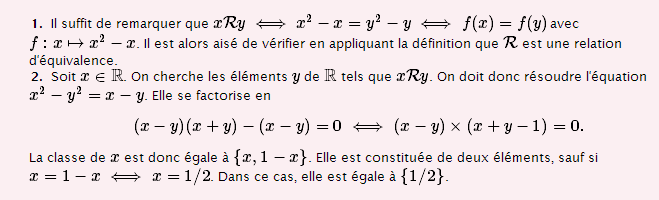 1. Il suffit de remarquer que $x\mathcal{R}y \iff x^2 - x = y^2 - y \iff f(x) = f(y)$ avec
$f : x \mapsto x^2 - x$. Il est alors aisé de vérifier en appliquant la définition que $\mathcal{R}$ est une relation
d'équivalence.
2. Soit $x \in \mathbb{R}$. On cherche les éléments $y$ de $\mathbb{R}$ tels que $x\mathcal{R}y$. On doit donc résoudre l'équation
$x^2 - y^2 = x - y$. Elle se factorise en
$(x - y)(x + y) - (x - y) = 0 \iff (x - y) \times (x + y - 1) = 0.$
La classe de $x$ est donc égale à $\{x, 1 - x\}$. Elle est constituée de deux éléments, sauf si
$x = 1 - x \iff x = 1/2$. Dans ce cas, elle est égale à $\{1/2\}$.